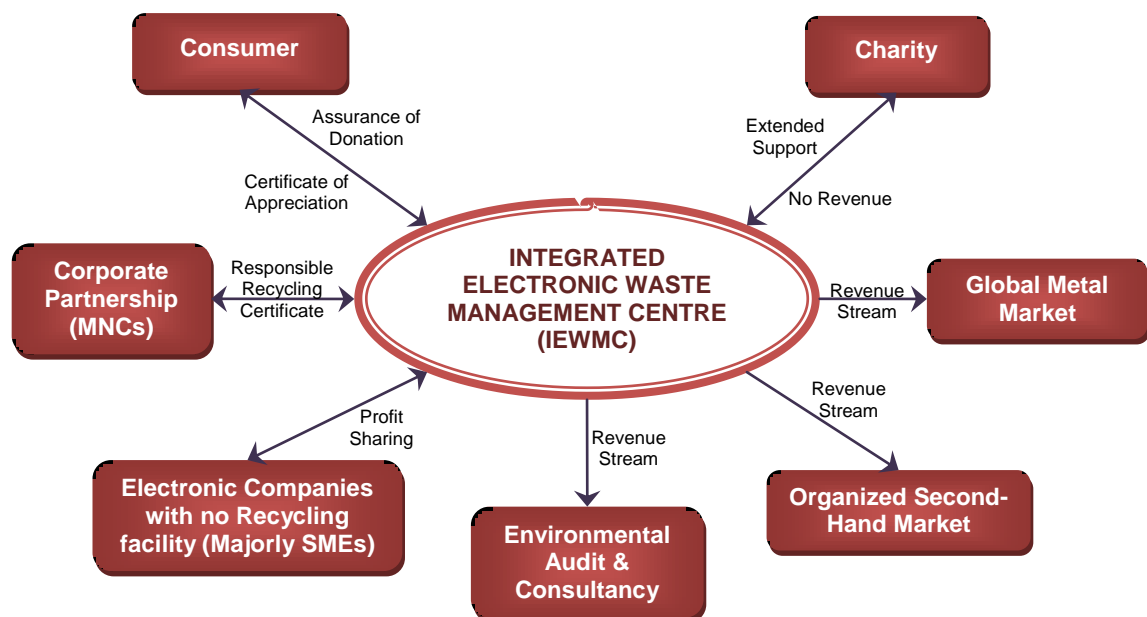 Consumer
Charity
Assurance of
Donation
Extended
Support
Certificate of
Appreciation
No Revenue
Corporate
Partnership
(MNCs)
Responsible
Recycling
Certificate
INTEGRATED
ELECTRONIC WASTE
MANAGEMENT CENTRE
(IEWMC)
Revenue
Stream
Global Metal
Market
Profit
Sharing
Revenue
Stream
Revenue
Stream
Electronic Companies
with no Recycling
facility (Majorly SMEs)
Environmental
Audit &
Consultancy
Organized Second-
Hand Market